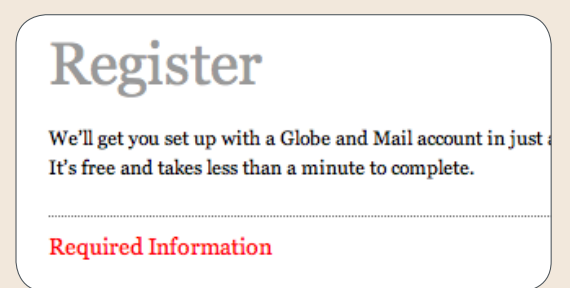 Register
We'll get you set up with a Globe and Mail account in just
It's free and takes less than a minute to complete.
Required Information